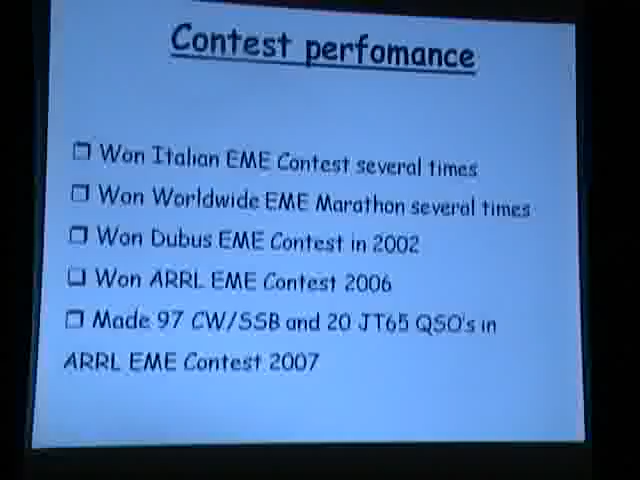 Contest perfomance
❒ Won Italian EME Contest several times
❒ Won Worldwide EME Marathon several times
❒ Won Dubus EME Contest in 2002
❒ Won ARRL EME Contest 2006
❒ Made 97 CW/SSB and 20 JT65 QSO's in
ARRL EME Contest 2007